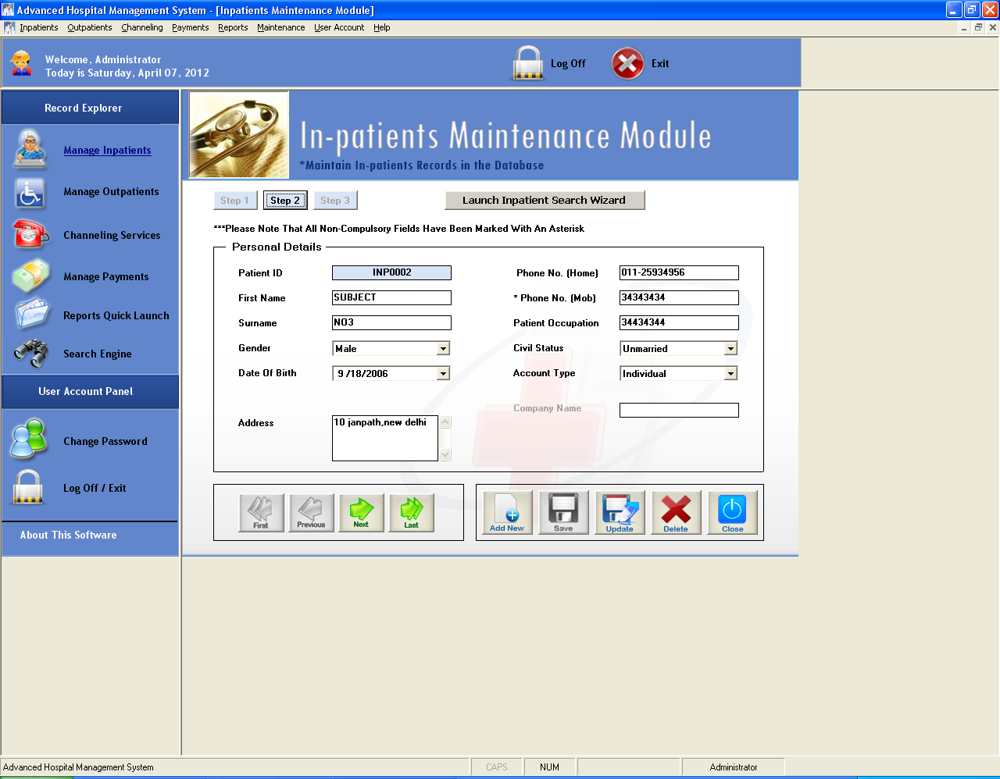 Advanced Hospital Management System - [Inpatients Maintenance Module]
Inpatients Outpatients Channeling Payments Reports Maintenance User Account Help
Welcome, Administrator
Today is Saturday, April 07, 2012
Log Off
Exit
Record Explorer
Manage Inpatients
Manage Outpatients
Channeling Services
Manage Payments
Reports Quick Launch
Search Engine
User Account Panel
Change Password
Log Off / Exit
About This Software
In-patients Maintenance Module
*Maintain In-patients Records in the Database
Step 1 Step 2 Step 3 Launch Inpatient Search Wizard
***Please Note That All Non-Compulsory Fields Have Been Marked With An Asterisk
Personal Details
Patient ID INP0002 Phone No. (Home) 011-25934956
First Name SUBJECT * Phone No. (Mob) 34343434
Surname NO3 Patient Occupation 34434344
Gender Male Civil Status Unmarried
Date Of Birth 9 /18/2006 Account Type Individual
Company Name
Address 10 janpath,new delhi
First Previous Next Last Add New Save Update Delete Close
Advanced Hospital Management System CAPS NUM Administrator